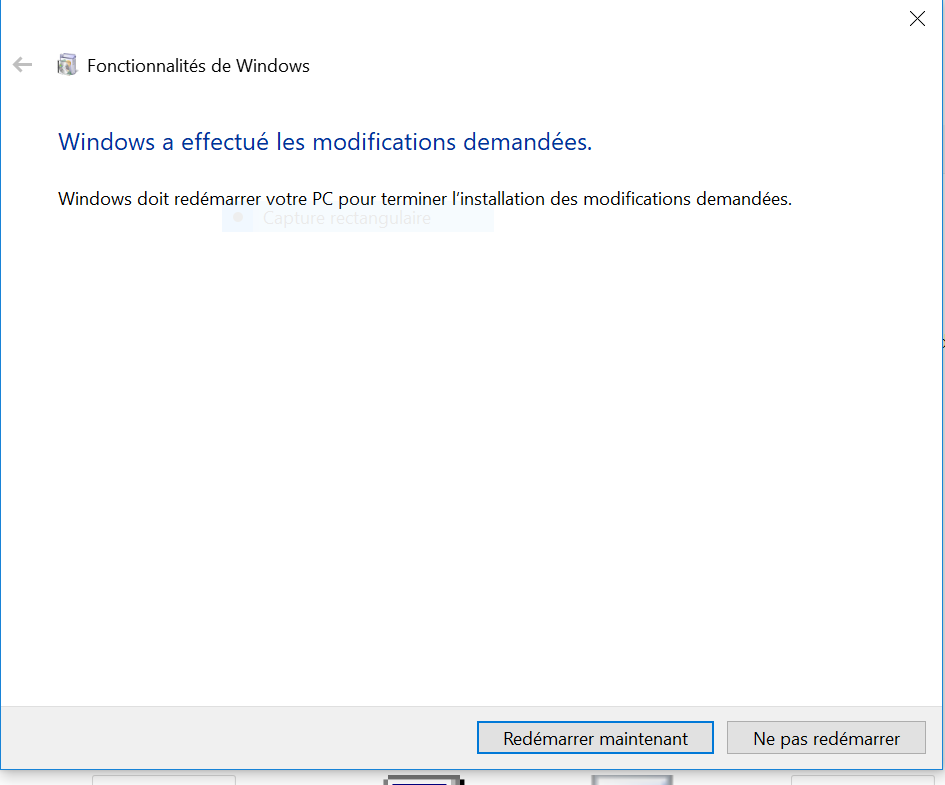 Fonctionnalités de Windows
Windows a effectué les modifications demandées.
Windows doit redémarrer votre PC pour terminer l’installation des modifications demandées.
Capture rectangulaire
Redémarrer maintenant
Ne pas redémarrer